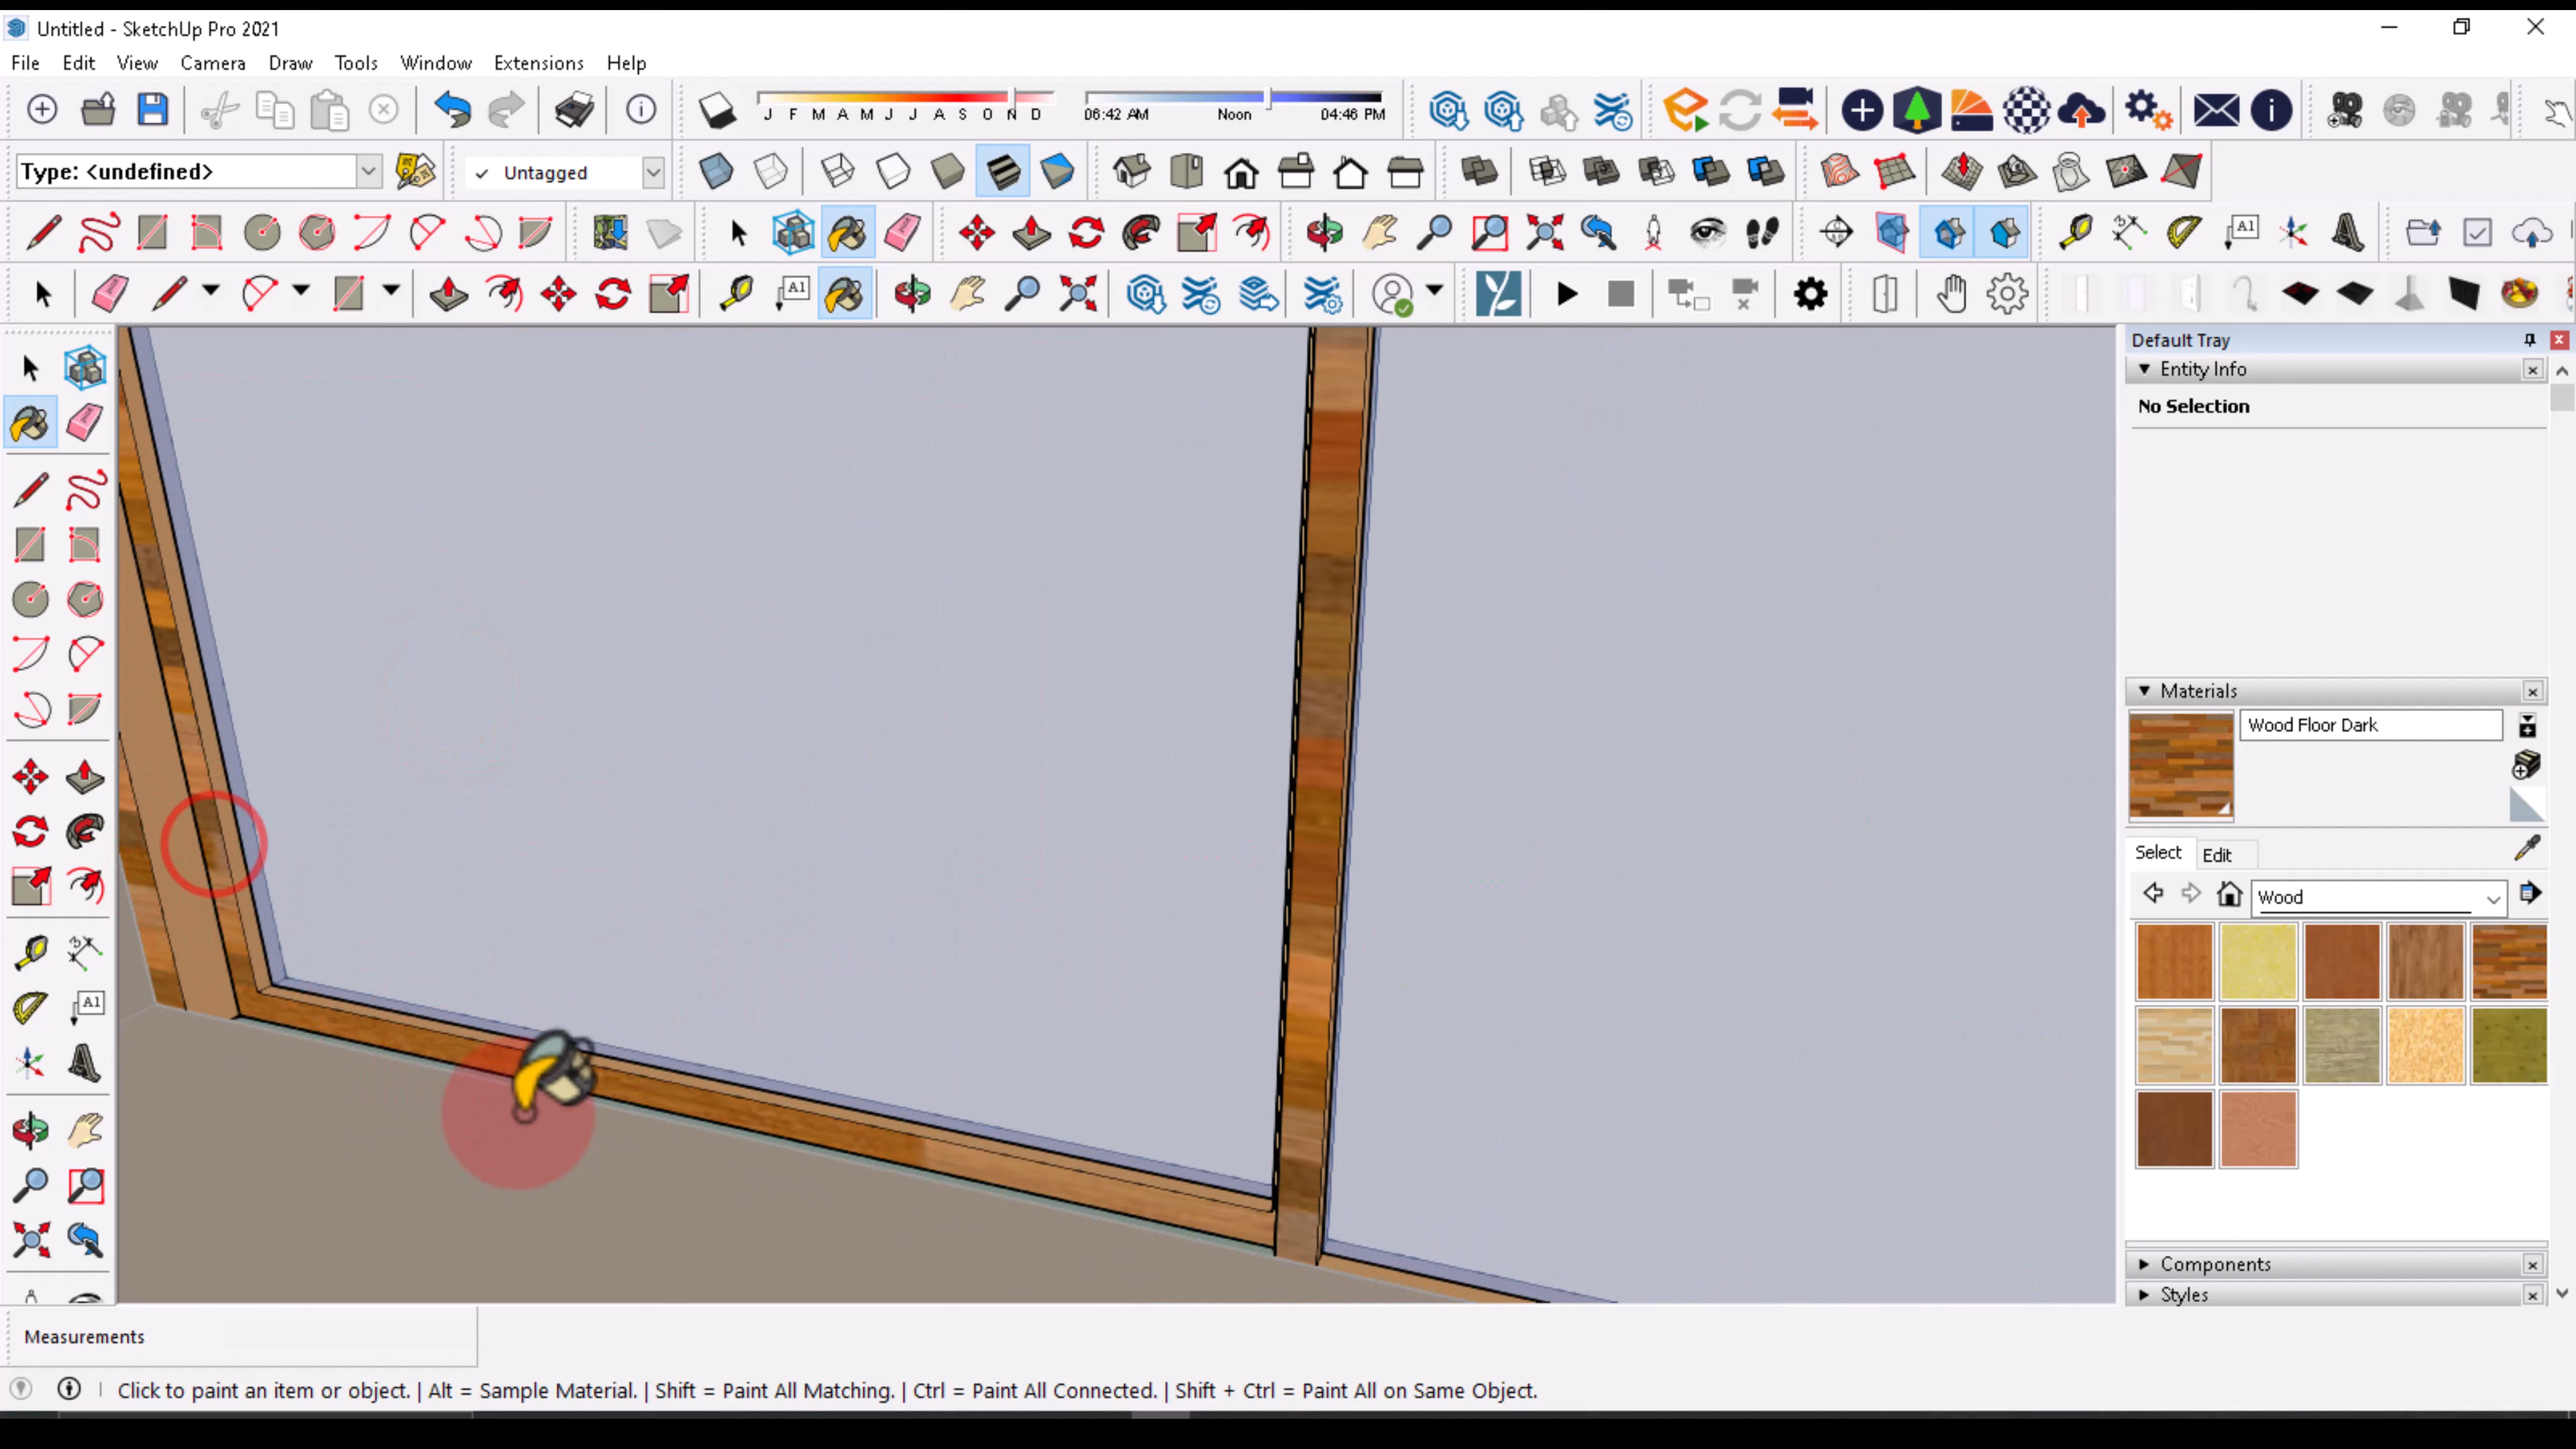 Untitled - SketchUp Pro 2021
File Edit View Camera Draw Tools Window Extensions Help
J F M A M J J A S O N D 06:42 AM Noon 04:46 PM
Type: <undefined> ✓ Untagged
A1
A1
Default Tray
Entity Info
No Selection
Materials
Wood Floor Dark
Select Edit
Wood
A1
Components
Styles
Measurements
Click to paint an item or object. | Alt = Sample Material. | Shift = Paint All Matching. | Ctrl = Paint All Connected. | Shift + Ctrl = Paint All on Same Object.